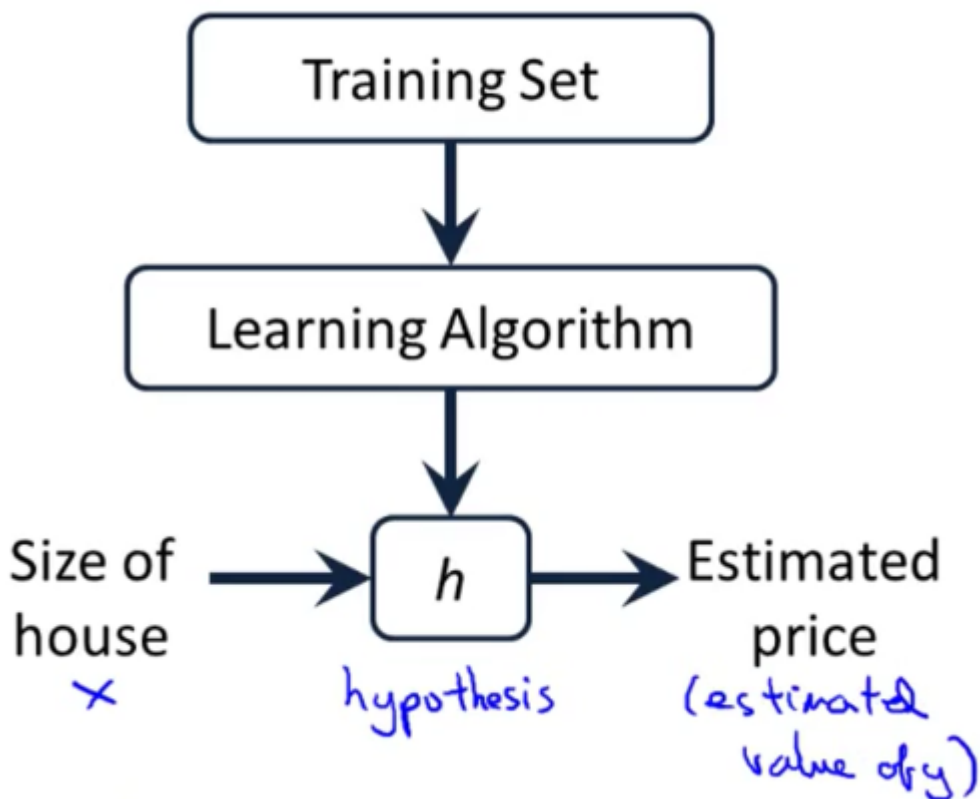 Training Set
Learning Algorithm
Size of
house
x
h
hypothesis
Estimated
price
(estimated
value of y)